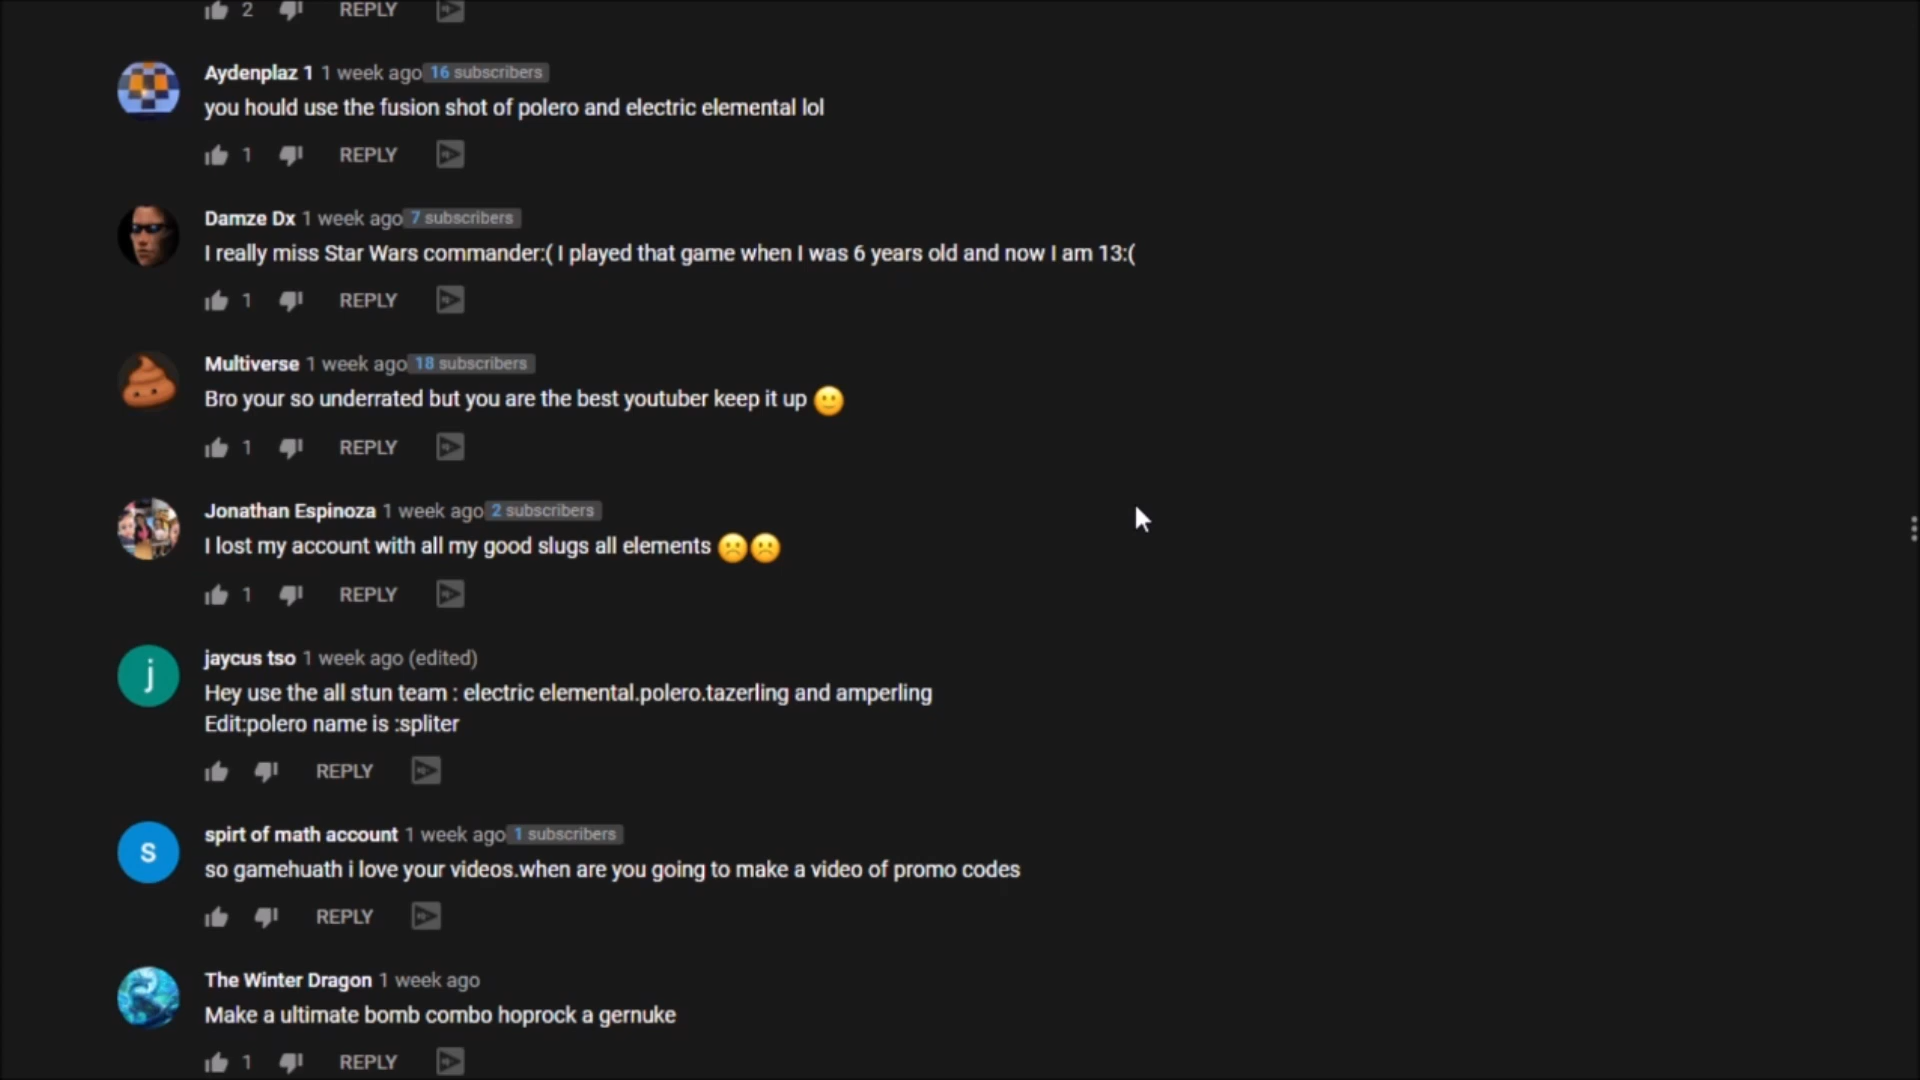 2 REPLY
Aydenplaz 1 1 week ago 16 subscribers
you hould use the fusion shot of polero and electric elemental lol
1 REPLY
Damze Dx 1 week ago 7 subscribers
I really miss Star Wars commander:( I played that game when I was 6 years old and now I am 13:(
1 REPLY
Multiverse 1 week ago 18 subscribers
Bro your so underrated but you are the best youtuber keep it up 🙂
1 REPLY
Jonathan Espinoza 1 week ago 2 subscribers
I lost my account with all my good slugs all elements ☹️☹️
1 REPLY
j
jaycus tso 1 week ago (edited)
Hey use the all stun team : electric elemental.polero.tazerling and amperling
Edit:polero name is :spliter
REPLY
s
spirt of math account 1 week ago 1 subscribers
so gamehuath i love your videos.when are you going to make a video of promo codes
REPLY
The Winter Dragon 1 week ago
Make a ultimate bomb combo hoprock a gernuke
1 REPLY